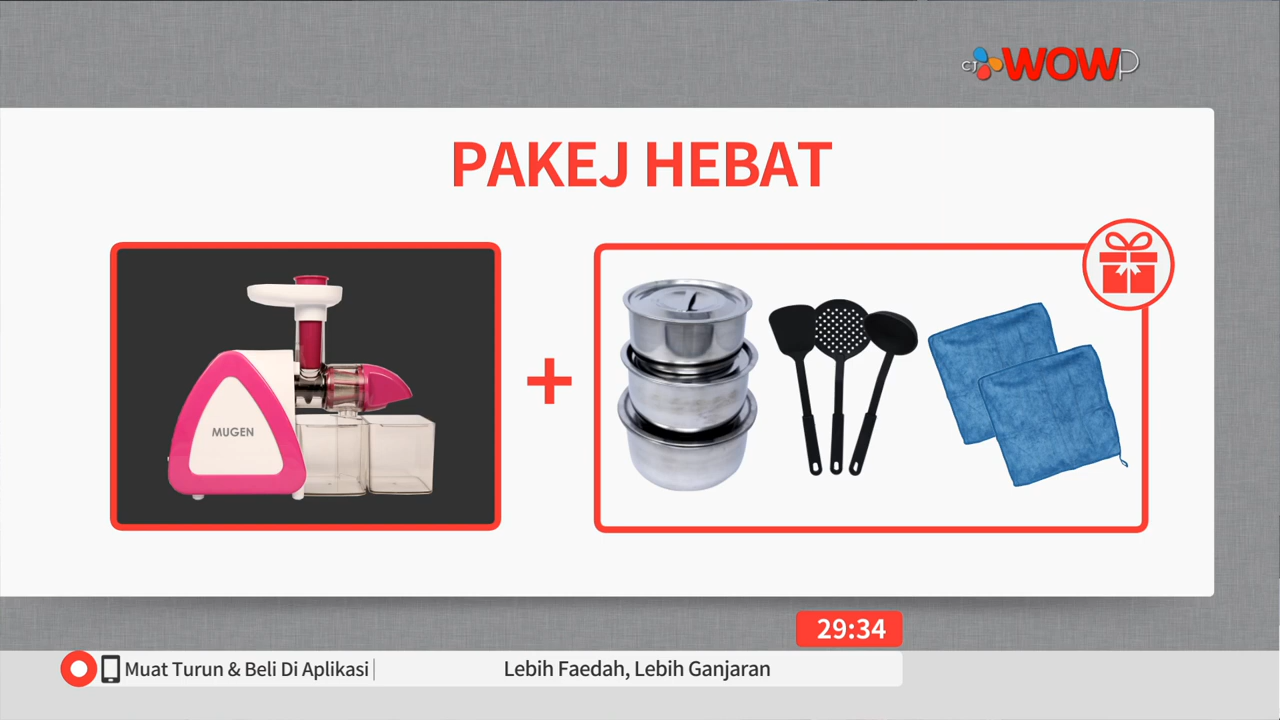 CJ WOW
PAKEJ HEBAT
MUGEN
29:34
Muat Turun & Beli Di Aplikasi
Lebih Faedah, Lebih Ganjaran